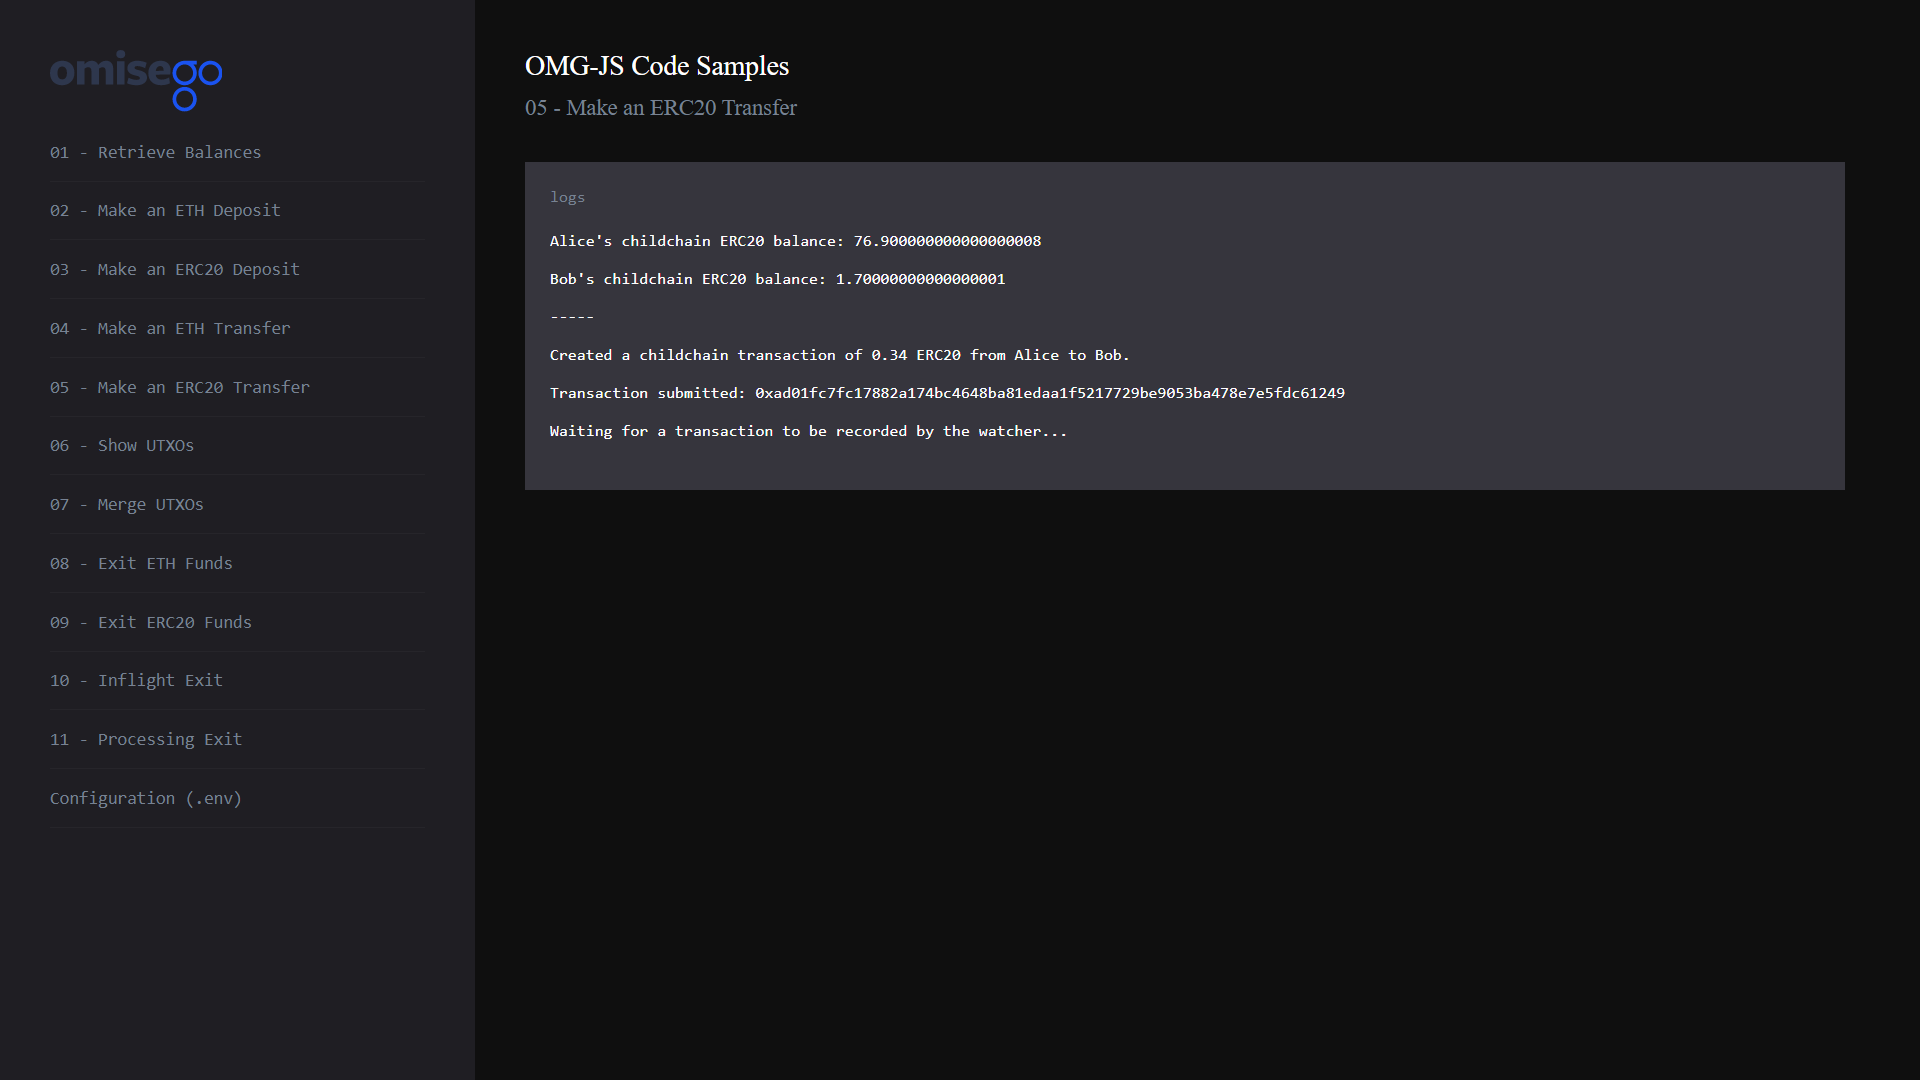 omisego
01 - Retrieve Balances
02 - Make an ETH Deposit
03 - Make an ERC20 Deposit
04 - Make an ETH Transfer
05 - Make an ERC20 Transfer
06 - Show UTXOs
07 - Merge UTXOs
08 - Exit ETH Funds
09 - Exit ERC20 Funds
10 - Inflight Exit
11 - Processing Exit
Configuration (.env)
OMG-JS Code Samples
05 - Make an ERC20 Transfer
logs
Alice's childchain ERC20 balance: 76.900000000000000008
Bob's childchain ERC20 balance: 1.70000000000000001
-----
Created a childchain transaction of 0.34 ERC20 from Alice to Bob.
Transaction submitted: 0xad01fc7fc17882a174bc4648ba81edaa1f5217729be9053ba478e7e5fdc61249
Waiting for a transaction to be recorded by the watcher...